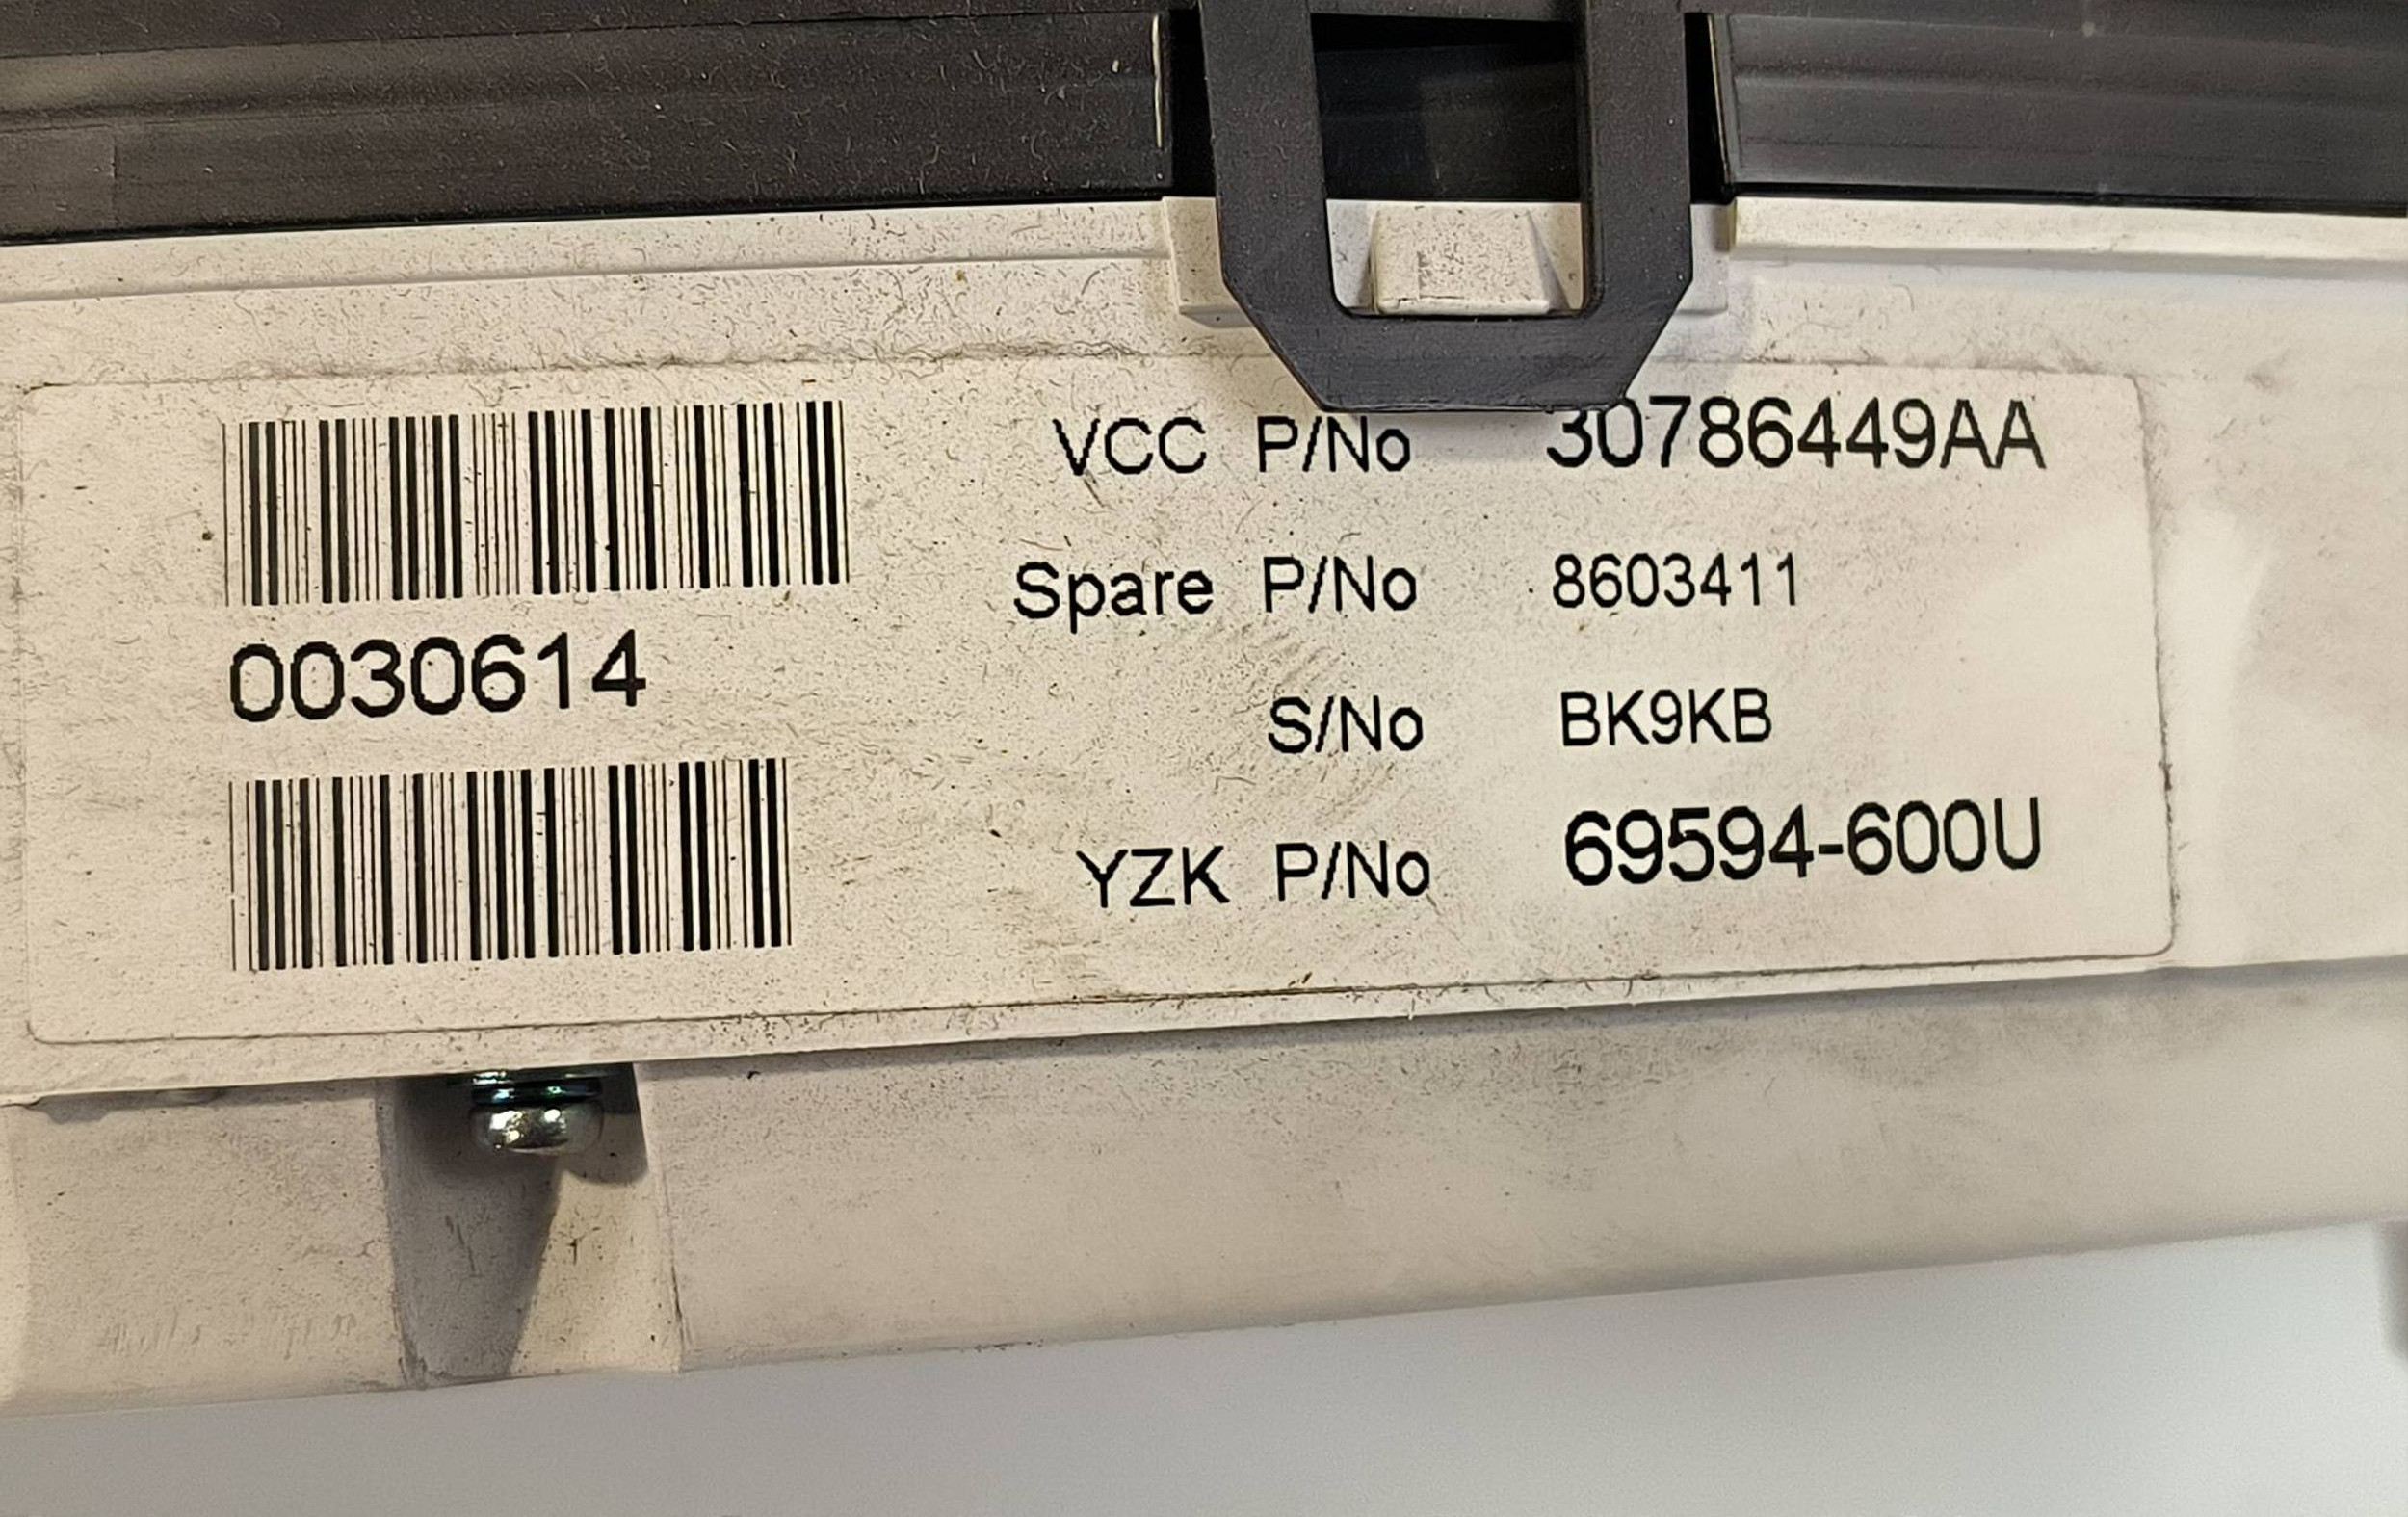 VCC P/No 30786449AA
Spare P/No 8603411
0030614
S/No BK9KB
YZK P/No 69594-600U